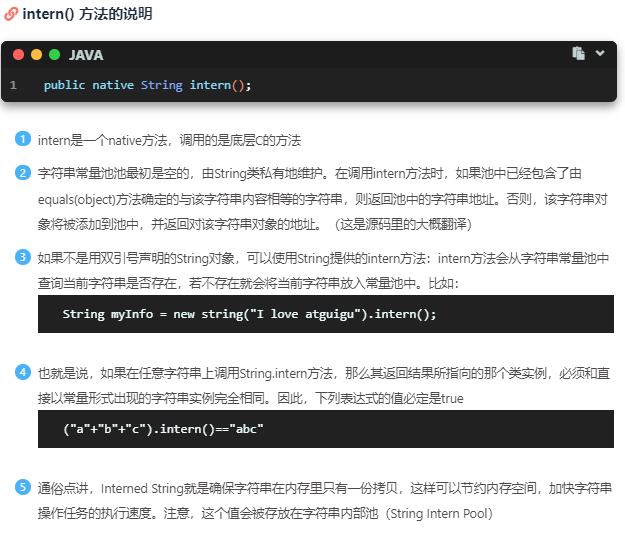 intern() 方法的说明
JAVA
1 public native String intern();
1 intern是一个native方法，调用的是底层C的方法
2 字符串常量池池最初是空的，由String类私有地维护。在调用intern方法时，如果池中已经包含了由
equals(object)方法确定的与该字符串内容相等的字符串，则返回池中的字符串地址。否则，该字符串对
象将被添加到池中，并返回对该字符串对象的地址。（这是源码里的大概翻译）
3 如果不是用双引号声明的String对象，可以使用String提供的intern方法：intern方法会从字符串常量池中
查询当前字符串是否存在，若不存在就会将当前字符串放入常量池中。比如：
String myInfo = new string("I love atguigu").intern();
4 也就是说，如果在任意字符串上调用String.intern方法，那么其返回结果所指向的那个类实例，必须和直
接以常量形式出现的字符串实例完全相同。因此，下列表达式的值必定是true
("a"+"b"+"c").intern()=="abc"
5 通俗点讲，Interned String就是确保字符串在内存里只有一份拷贝，这样可以节约内存空间，加快字符串
操作任务的执行速度。注意，这个值会被存放在字符串内部池（String Intern Pool）